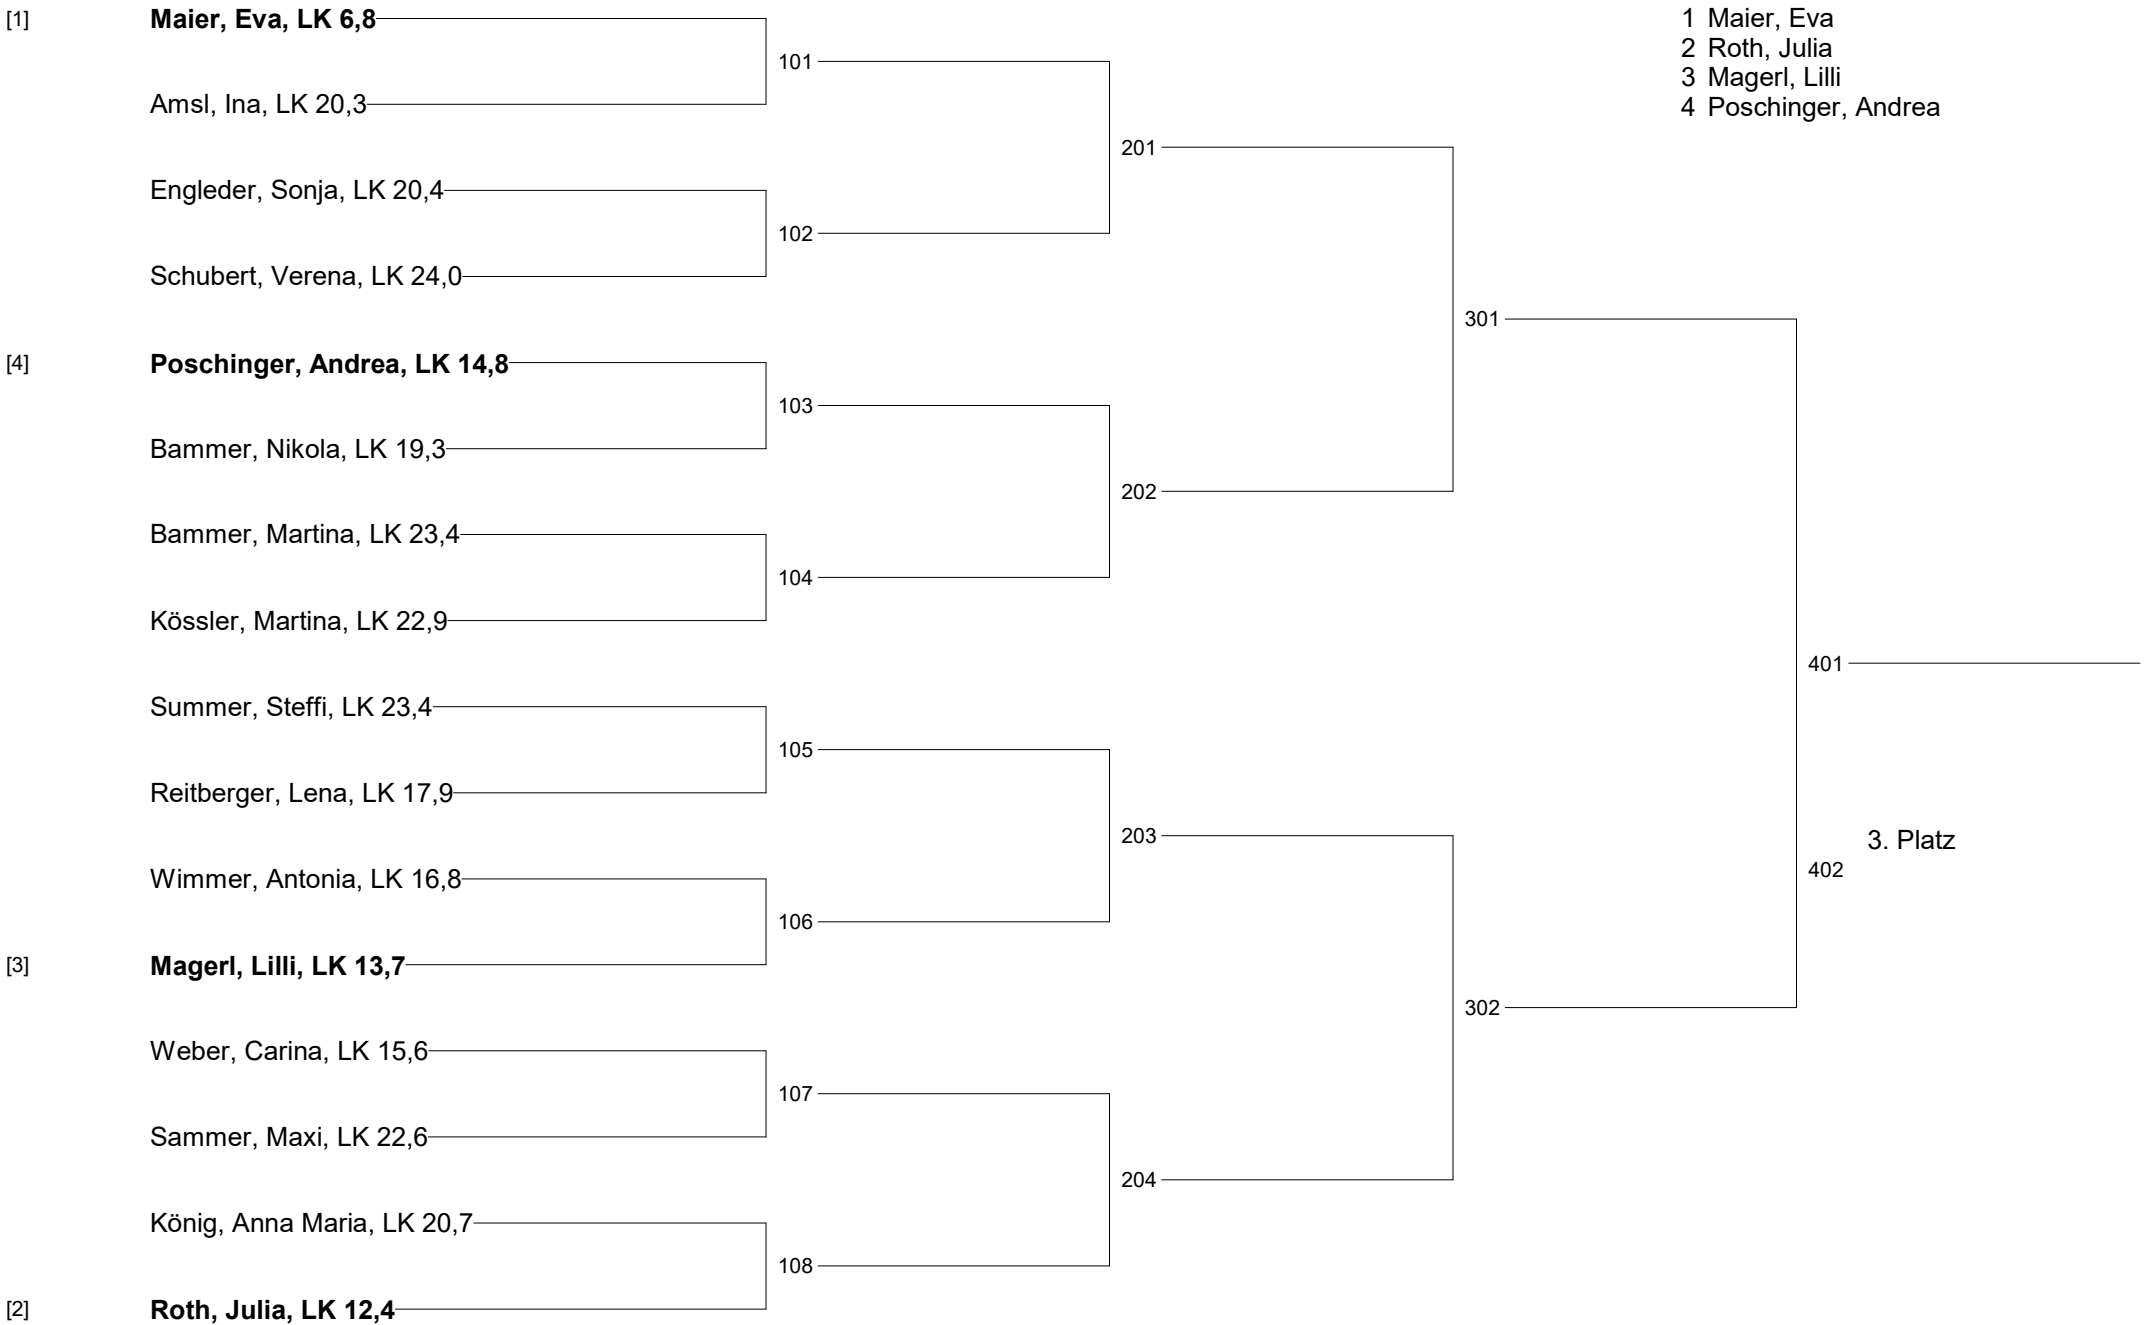 [1] Maier, Eva, LK 6,8
1 Maier, Eva
2 Roth, Julia
3 Magerl, Lilli
4 Poschinger, Andrea
101
Amsl, Ina, LK 20,3
201
Engleder, Sonja, LK 20,4
102
Schubert, Verena, LK 24,0
301
[4] Poschinger, Andrea, LK 14,8
103
Bammer, Nikola, LK 19,3
202
Bammer, Martina, LK 23,4
104
Kössler, Martina, LK 22,9
401
Summer, Steffi, LK 23,4
105
Reitberger, Lena, LK 17,9
203
3. Platz
402
Wimmer, Antonia, LK 16,8
106
[3] Magerl, Lilli, LK 13,7
302
Weber, Carina, LK 15,6
107
Sammer, Maxi, LK 22,6
204
König, Anna Maria, LK 20,7
108
[2] Roth, Julia, LK 12,4